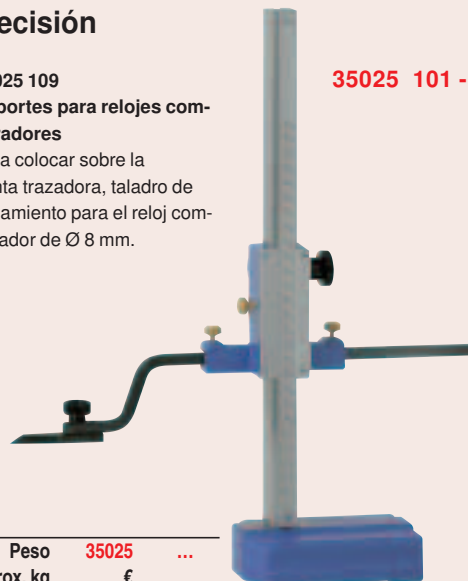 ecisión
025 109
portes para relojes com-
radores
a colocar sobre la
nta trazadora, taladro de
amiento para el reloj com-
ador de Ø 8 mm.
35025 101 -
Peso 35025 ...
rox. kg €